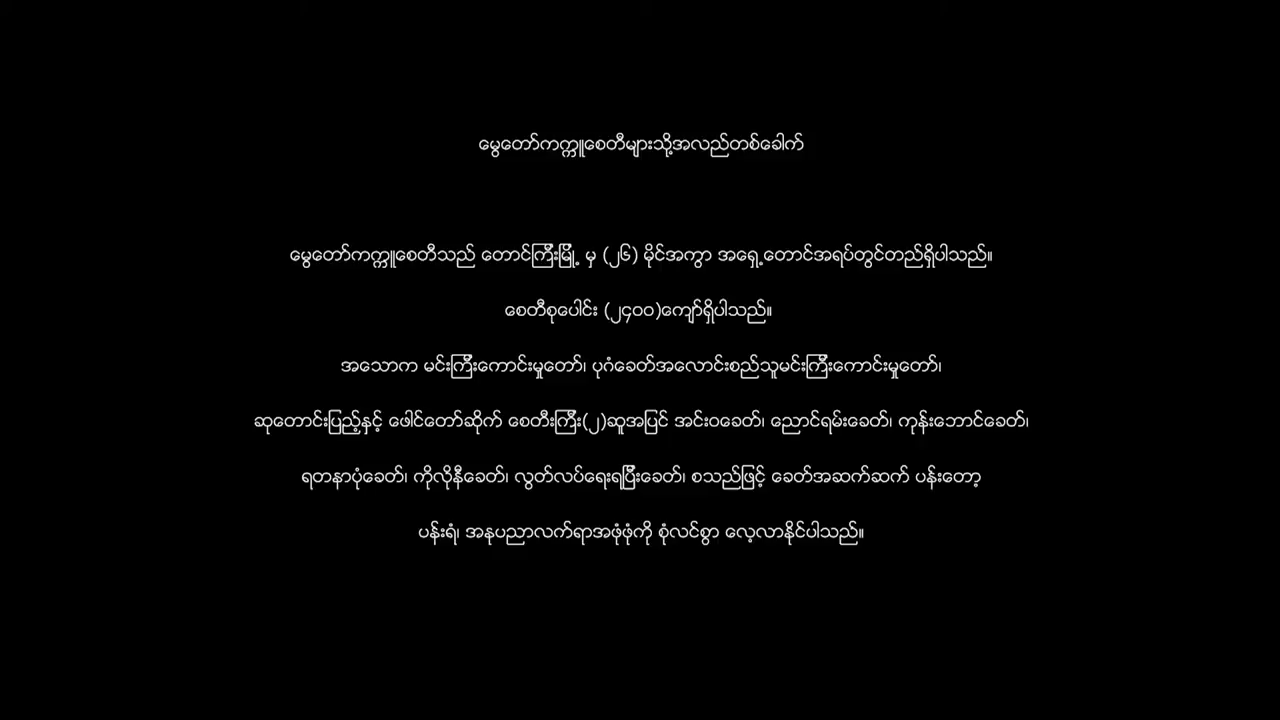 မွေတော်ကက္ကူစေတီများသို့အလည်တစ်ခေါက်
မွေတော်ကက္ကူစေတီသည် တောင်ကြီးမြို့ မှ (၂၆) မိုင်အကွာ အရှေ့တောင်အရပ်တွင်တည်ရှိပါသည်။
စေတီစုပေါင်း (၂၄၀၀)ကျော်ရှိပါသည်။
အသောက မင်းကြီးကောင်းမှုတော်၊ ပုဂံခေတ်အလောင်းစည်သူမင်းကြီးကောင်းမှုတော်၊
ဆုတောင်းပြည့်နှင့် ဖေါင်တော်ဆိုက် စေတီးကြီး(၂)ဆူအပြင် အင်းဝခေတ်၊ ညောင်ရမ်းခေတ်၊ ကုန်းဘောင်ခေတ်၊
ရတနာပုံခေတ်၊ ကိုလိုနီခေတ်၊ လွတ်လပ်ရေးရပြီးခေတ်၊ စသည်ဖြင့် ခေတ်အဆက်ဆက် ပန်းတော့
ပန်းရံ၊ အနုပညာလက်ရာအဖုံဖုံကို စုံလင်စွာ လေ့လာနိုင်ပါသည်။